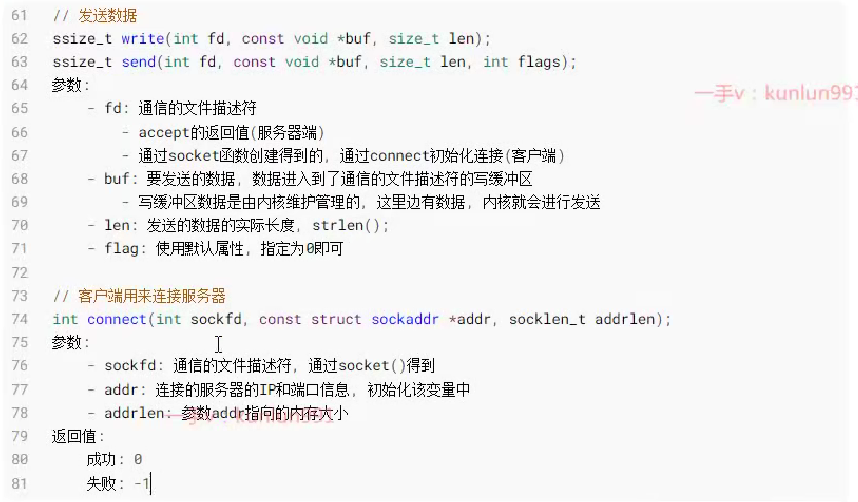 61 // 发送数据
62 ssize_t write(int fd, const void *buf, size_t len);
63 ssize_t send(int fd, const void *buf, size_t len, int flags);
64 参数:
一手v：kunlun991
65 - fd: 通信的文件描述符
66 - accept的返回值(服务器端)
67 - 通过socket函数创建得到的, 通过connect初始化连接(客户端)
68 - buf: 要发送的数据, 数据进入到了通信的文件描述符的写缓冲区
69 - 写缓冲区数据是由内核维护管理的, 这里边有数据, 内核就会进行发送
70 - len: 发送的数据的实际长度, strlen();
71 - flag: 使用默认属性, 指定为0即可
72
73 // 客户端用来连接服务器
74 int connect(int sockfd, const struct sockaddr *addr, socklen_t addrlen);
75 参数:
76 - sockfd: 通信的文件描述符, 通过socket()得到
77 - addr: 连接的服务器的IP和端口信息, 初始化该变量中
78 - addrlen: 参数addr指向的内存大小
一手v：kunlun991
79 返回值:
80 成功: 0
81 失败: -1